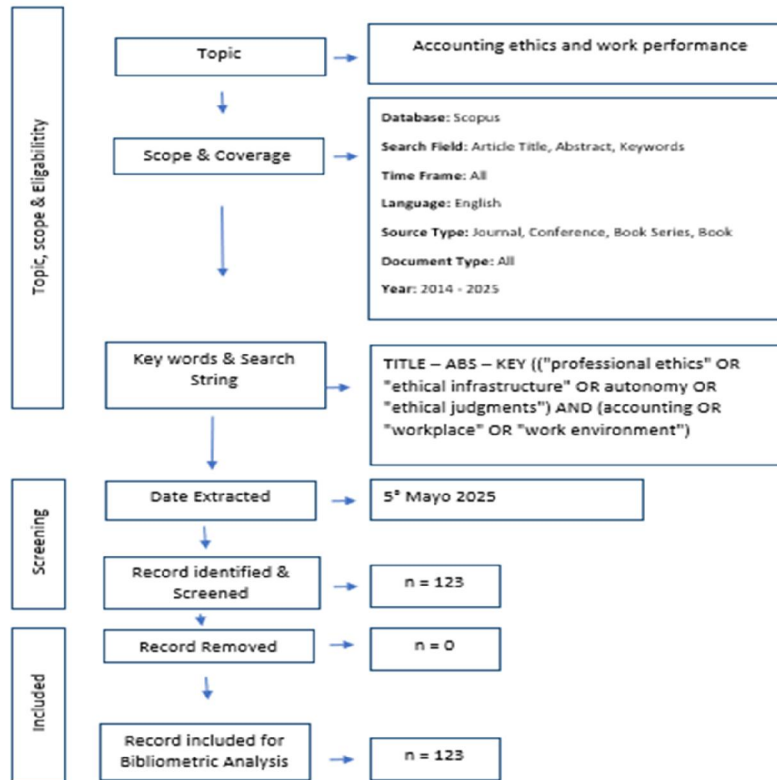 Topic, scope & Eligabilitity
Topic
Accounting ethics and work performance
Scope & Coverage
Database: Scopus
Search Field: Article Title, Abstract, Keywords
Time Frame: All
Language: English
Source Type: Journal, Conference, Book Series, Book
Document Type: All
Year: 2014 - 2025
Key words & Search
String
TITLE – ABS – KEY (("professional ethics" OR
"ethical infrastructure" OR autonomy OR
"ethical judgments") AND (accounting OR
"workplace" OR "work environment")
Screening
Date Extracted
5° Mayo 2025
Record identified &
Screened
n = 123
Included
Record Removed
n = 0
Record included for
Bibliometric Analysis
n = 123